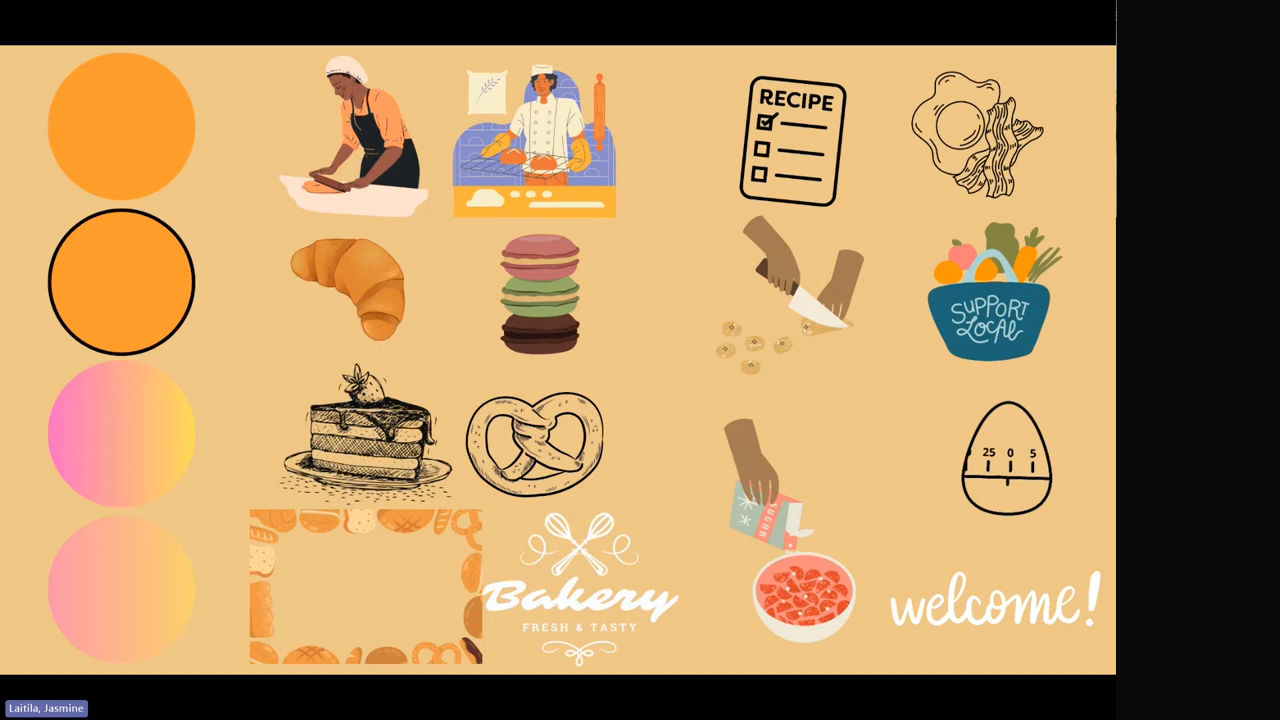 RECIPE
SUPPORT
LOCAL
25 0 5
SUGAR
Bakery
FRESH & TASTY
welcome!
Laitila, Jasmine